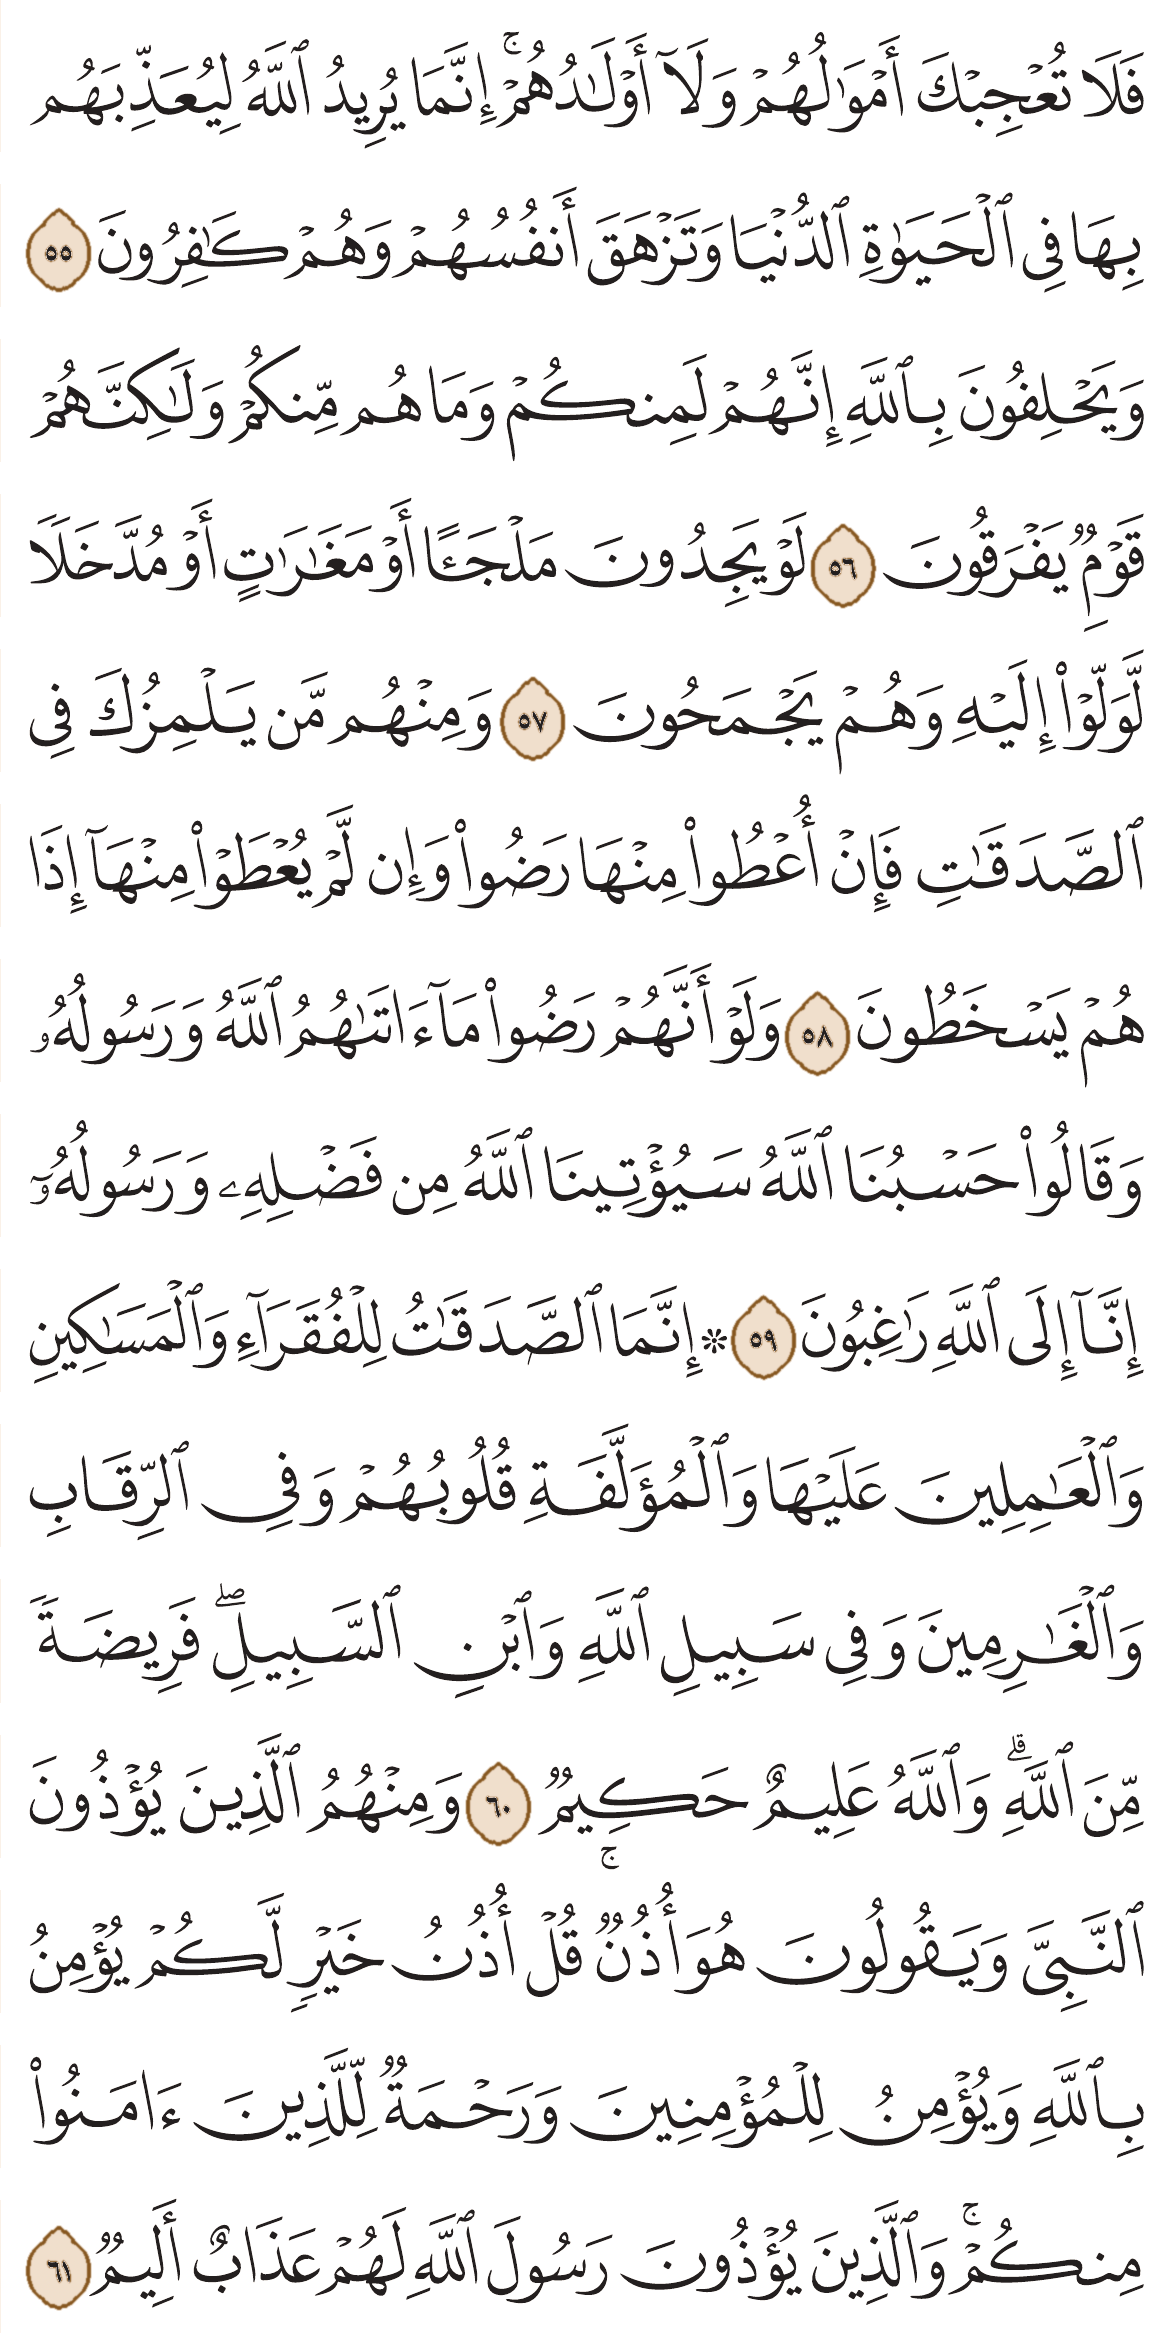 فَلَا تُعۡجِبۡكَ أَمۡوَٰلُهُمۡ وَلَآ أَوۡلَٰدُهُمۡۚ إِنَّمَا يُرِيدُ ٱللَّهُ لِيُعَذِّبَهُم
بِهَا فِي ٱلۡحَيَوٰةِ ٱلدُّنۡيَا وَتَزۡهَقَ أَنفُسُهُمۡ وَهُمۡ كَٰفِرُونَ ٥٥
وَيَحۡلِفُونَ بِٱللَّهِ إِنَّهُمۡ لَمِنكُمۡ وَمَا هُم مِّنكُمۡ وَلَٰكِنَّهُمۡ
قَوۡمٞ يَفۡرَقُونَ ٥٦ لَوۡ يَجِدُونَ مَلۡجَـًٔا أَوۡ مَغَٰرَٰتٍ أَوۡ مُدَّخَلٗا
لَّوَلَّوۡاْ إِلَيۡهِ وَهُمۡ يَجۡمَحُونَ ٥٧ وَمِنۡهُم مَّن يَلۡمِزُكَ فِي
ٱلصَّدَقَٰتِ فَإِنۡ أُعۡطُواْ مِنۡهَا رَضُواْ وَإِن لَّمۡ يُعۡطَوۡاْ مِنۡهَآ إِذَا
هُمۡ يَسۡخَطُونَ ٥٨ وَلَوۡ أَنَّهُمۡ رَضُواْ مَآ ءَاتَىٰهُمُ ٱللَّهُ وَرَسُولُهُۥ
وَقَالُواْ حَسۡبُنَا ٱللَّهُ سَيُؤۡتِينَا ٱللَّهُ مِن فَضۡلِهِۦ وَرَسُولُهُۥٓ
إِنَّآ إِلَى ٱللَّهِ رَٰغِبُونَ ٥٩ ۞ إِنَّمَا ٱلصَّدَقَٰتُ لِلۡفُقَرَآءِ وَٱلۡمَسَٰكِينِ
وَٱلۡعَٰمِلِينَ عَلَيۡهَا وَٱلۡمُؤَلَّفَةِ قُلُوبُهُمۡ وَفِي ٱلرِّقَابِ
وَٱلۡغَٰرِمِينَ وَفِي سَبِيلِ ٱللَّهِ وَٱبۡنِ ٱلسَّبِيلِۖ فَرِيضَةٗ
مِّنَ ٱللَّهِۗ وَٱللَّهُ عَلِيمٌ حَكِيمٞ ٦٠ وَمِنۡهُمُ ٱلَّذِينَ يُؤۡذُونَ
ٱلنَّبِيَّ وَيَقُولُونَ هُوَ أُذُنٞۚ قُلۡ أُذُنُ خَيۡرٖ لَّكُمۡ يُؤۡمِنُ
بِٱللَّهِ وَيُؤۡمِنُ لِلۡمُؤۡمِنِينَ وَرَحۡمَةٞ لِّلَّذِينَ ءَامَنُواْ
مِنكُمۡۚ وَٱلَّذِينَ يُؤۡذُونَ رَسُولَ ٱللَّهِ لَهُمۡ عَذَابٌ أَلِيمٞ ٦١